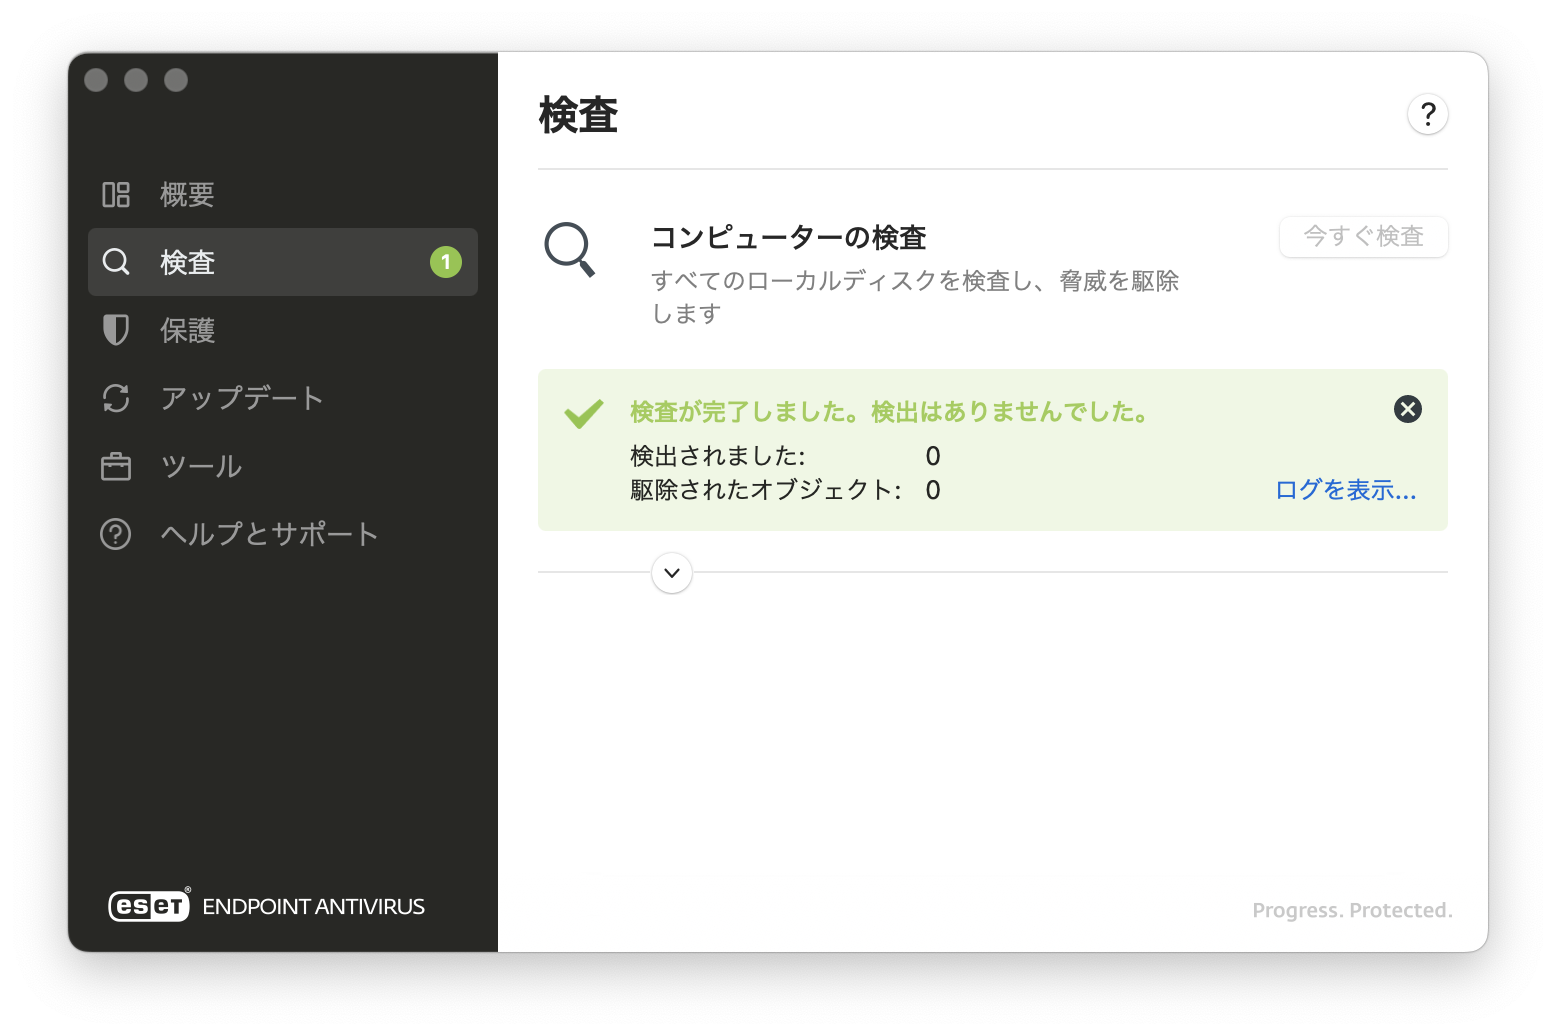 概要
検査 1
保護
アップデート
ツール
ヘルプとサポート
eset® ENDPOINT ANTIVIRUS
検査 ?
コンピューターの検査 今すぐ検査
すべてのローカルディスクを検査し、脅威を駆除
します
検査が完了しました。検出はありませんでした。
検出されました: 0
駆除されたオブジェクト: 0 ログを表示...
Progress. Protected.